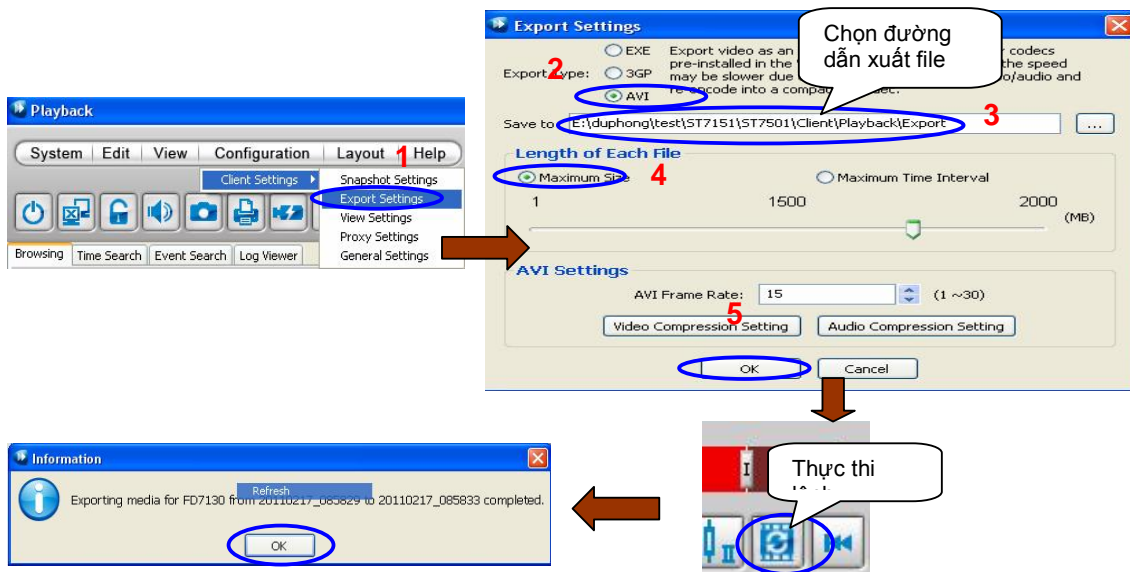 Playback
System Edit View Configuration Layout Help
1
Client Settings
Snapshot Settings
Export Settings
View Settings
Proxy Settings
General Settings
Browsing Time Search Event Search Log Viewer
Export Settings
Chọn đường
dẫn xuất file
2
Export Type:
EXE
3GP
AVI
Export video as an codecs
pre-installed in the the speed
may be slower due o/audio and
re-encode into a
Save to E:\duphong\test\ST7151\ST7501\Client\Playback\Export 3 ...
Length of Each File
Maximum Size 4 Maximum Time Interval
1 1500 2000
(MB)
AVI Settings
AVI Frame Rate: 15 (1 ~30)
5
Video Compression Setting Audio Compression Setting
OK Cancel
I
Thực thi
II
Information
Refresh
Exporting media for FD7130 from 20110217_085829 to 20110217_085833 completed.
OK